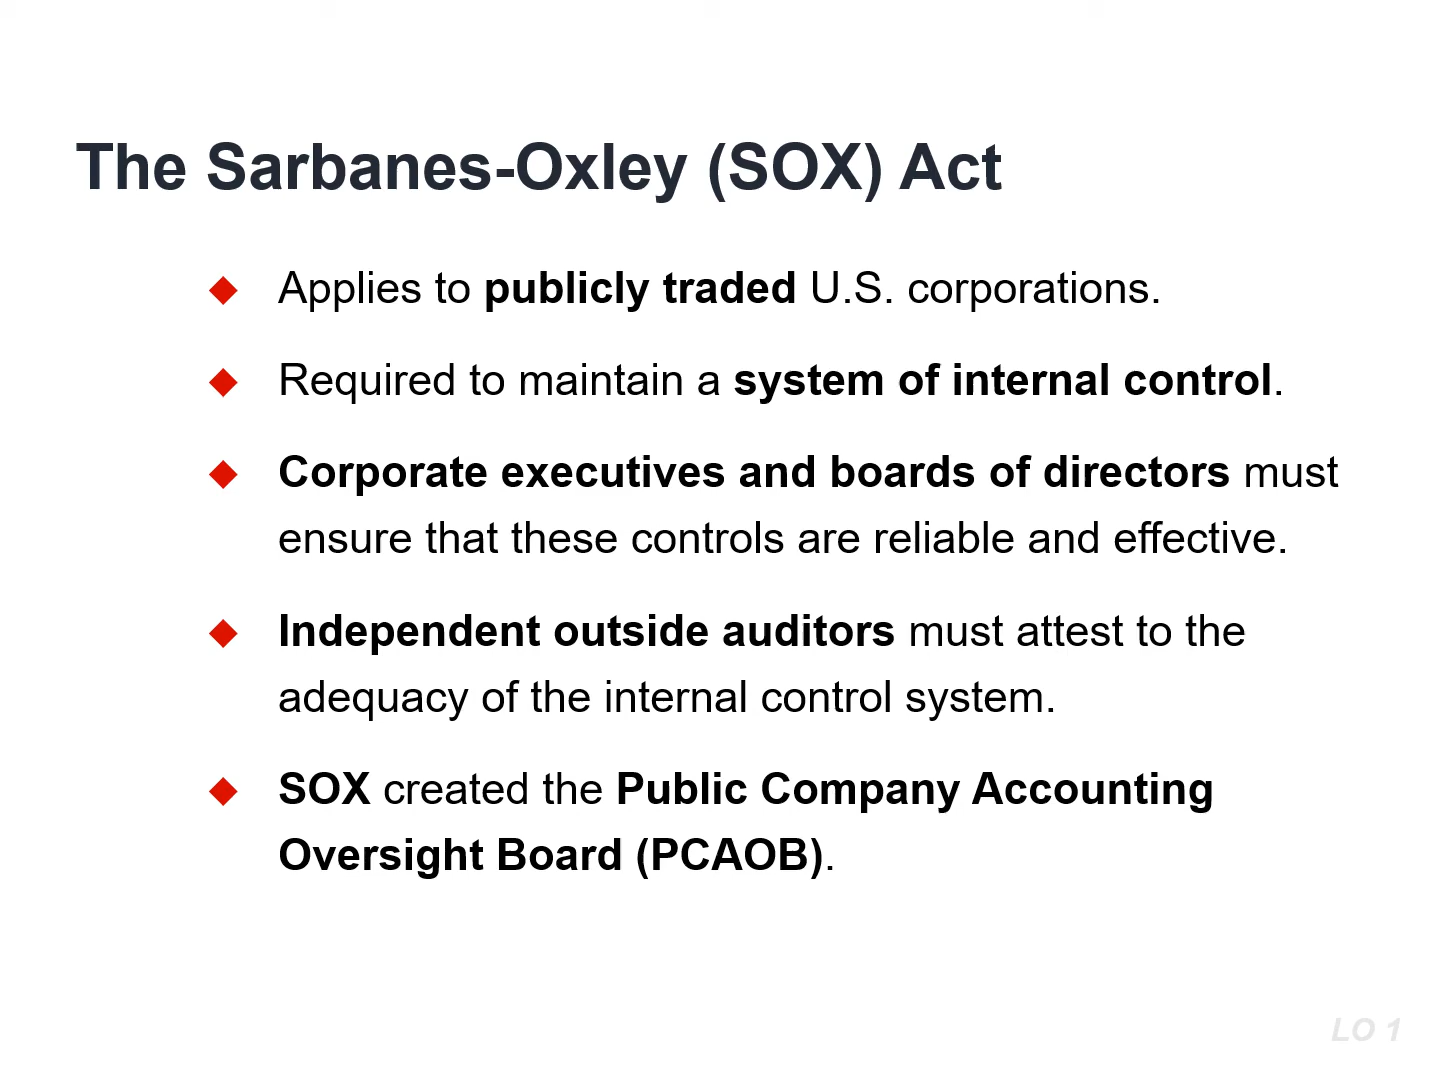 The Sarbanes-Oxley (SOX) Act
Applies to publicly traded U.S. corporations.
Required to maintain a system of internal control.
Corporate executives and boards of directors must
ensure that these controls are reliable and effective.
Independent outside auditors must attest to the
adequacy of the internal control system.
SOX created the Public Company Accounting
Oversight Board (PCAOB).
LO 1